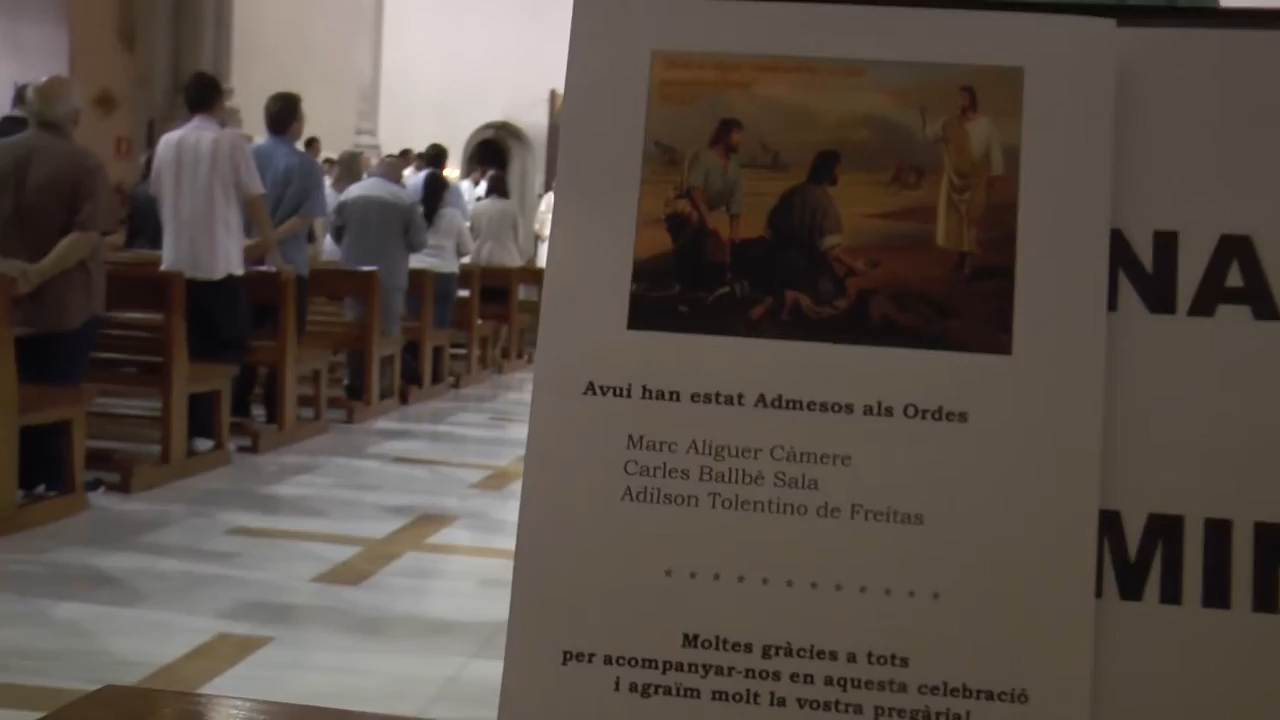 Avui han estat Admesos als Ordes
Marc Aliguer Càmere
Carles Ballbè Sala
Adilson Tolentino de Freitas
* * * * * * * * * * * *
Moltes gràcies a tots
per acompanyar-nos en aquesta celebració
i agraïm molt la vostra pregària!
NA
MI